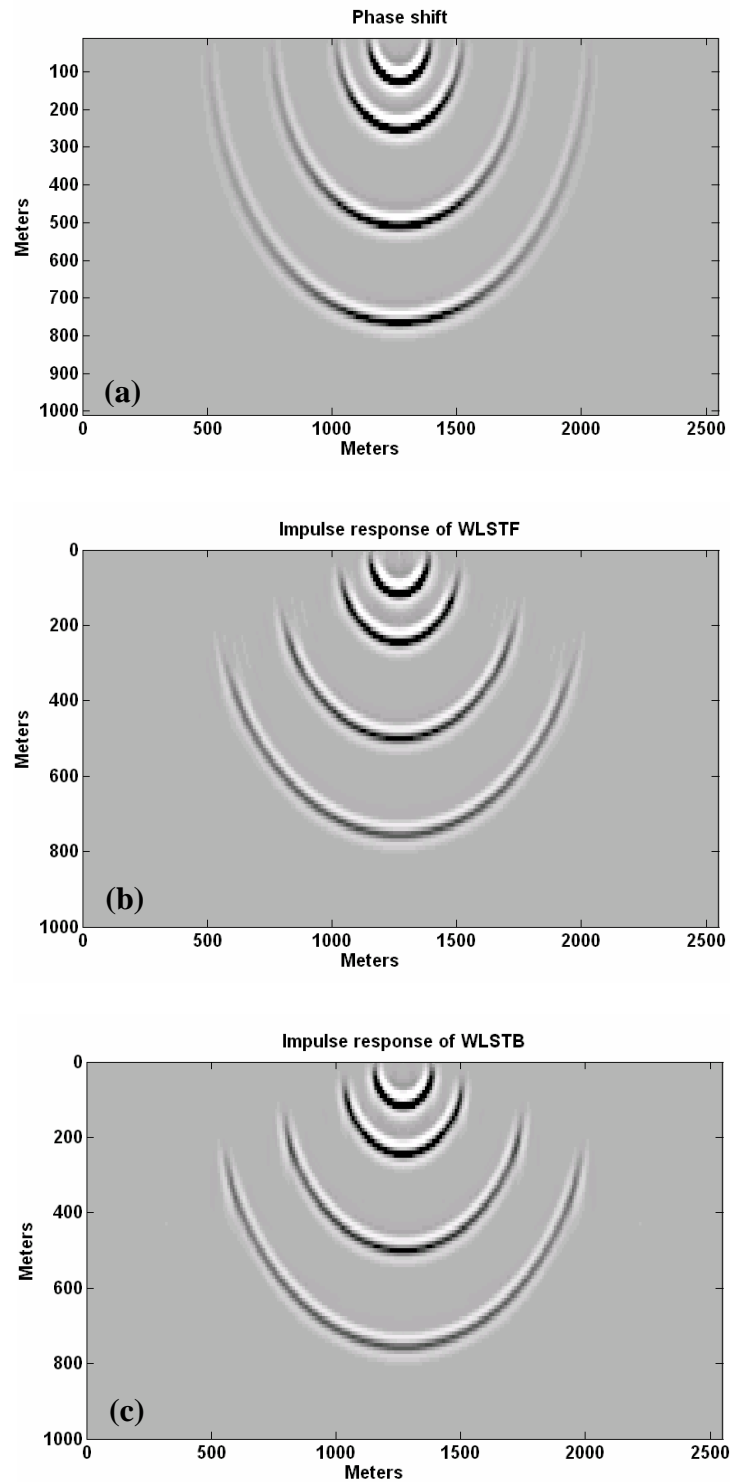 Phase shift
100
200
300
400
500
600
700
800
900
1000
Meters
(a)
0 500 1000 1500 2000 2500
Meters
Impulse response of WLSTF
0
200
400
600
800
1000
Meters
(b)
0 500 1000 1500 2000 2500
Meters
Impulse response of WLSTB
0
200
400
600
800
1000
Meters
(c)
0 500 1000 1500 2000 2500
Meters